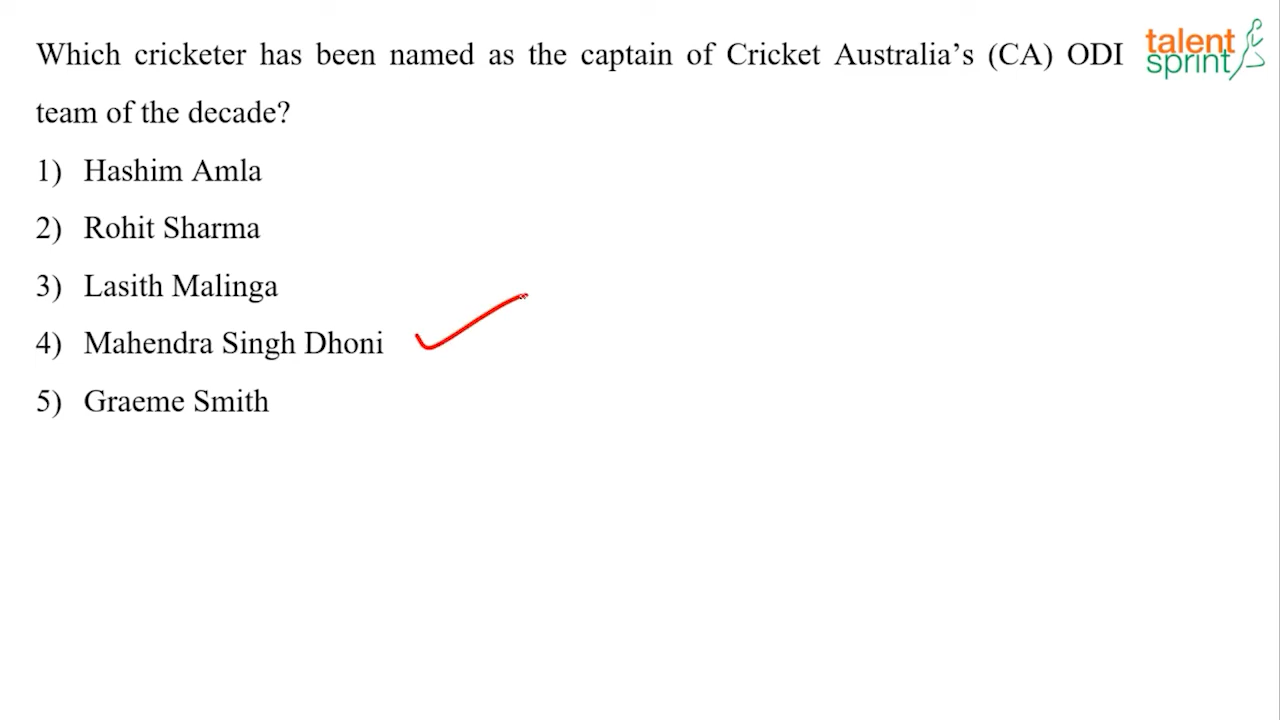 Which cricketer has been named as the captain of Cricket Australia’s (CA) ODI
team of the decade?
1) Hashim Amla
2) Rohit Sharma
3) Lasith Malinga
4) Mahendra Singh Dhoni
5) Graeme Smith
talent
sprint